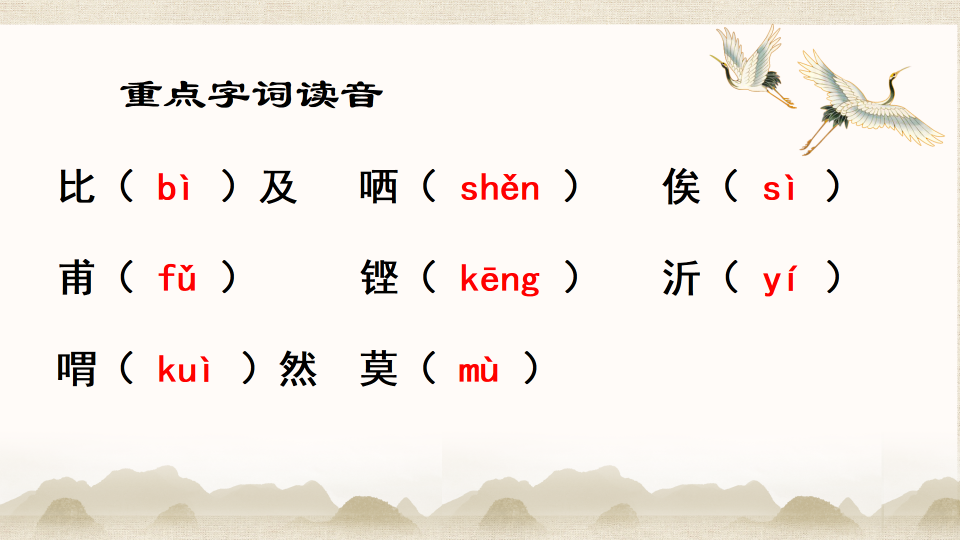 重点字词读音
比（ bì ）及 哂（ shěn ） 俟（ sì ）
甫（ fǔ ） 铿（ kēng ） 沂（ yí ）
喟（ kuì ）然 莫（ mù ）